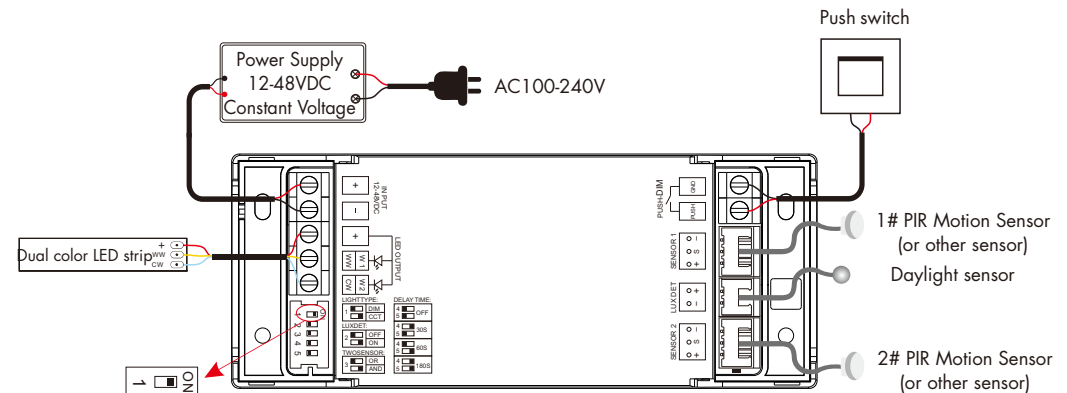 Push switch
Power Supply
12-48VDC
Constant Voltage
AC100-240V
INPUT
12-48VDC
+
−
+
LED OUTPUT
W1
WW
W2
CW
Dual color LED strip
+
WW
CW
PUSH-DIM
GND
PUSH
SENSOR 1
− S +
LUXDET
+ −
SENSOR 2
− S +
1# PIR Motion Sensor
(or other sensor)
Daylight sensor
2# PIR Motion Sensor
(or other sensor)
LIGHTTYPE:
1 DIM
CCT
LUXDET:
2 OFF
ON
TWOSENSOR:
3 OR
AND
DELAY TIME:
4
5 OFF
4
5 30S
4
5 60S
4
5 180S
1
2
3
4
5
1 ON